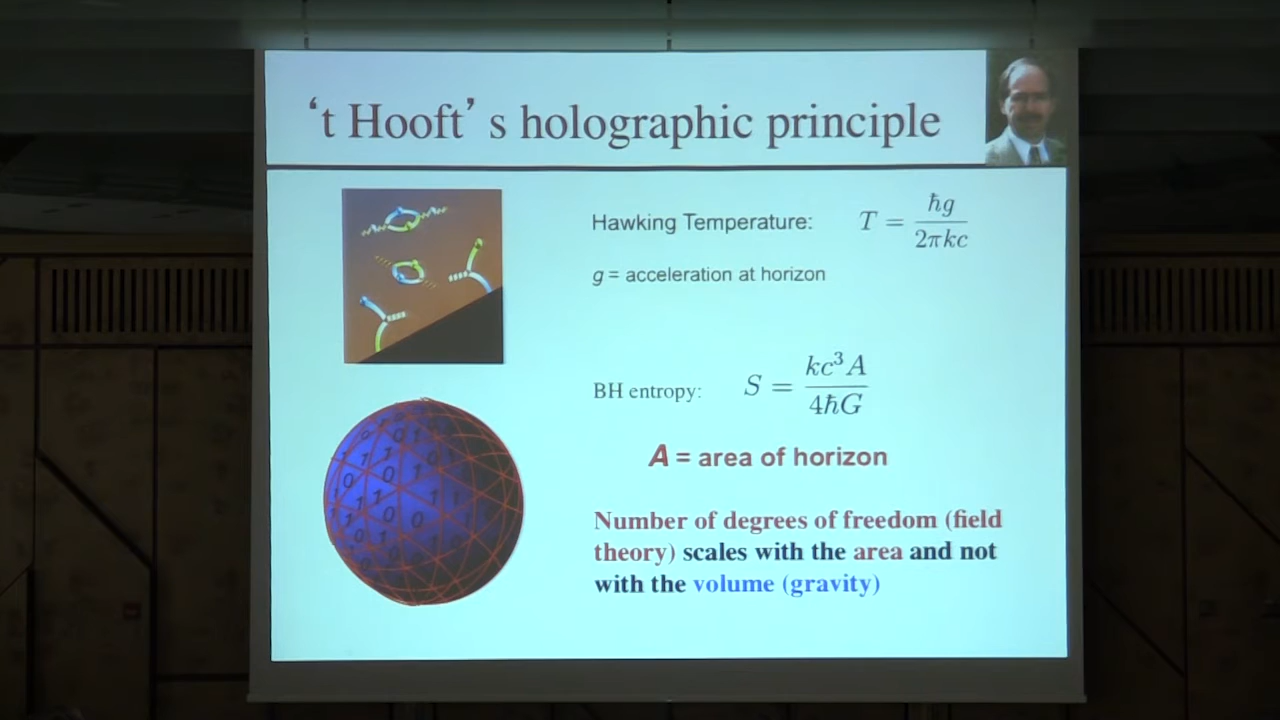 ‘t Hooft’ s holographic principle
Hawking Temperature: T = ħg / 2πkc
g = acceleration at horizon
BH entropy: S = kc³A / 4ħG
A = area of horizon
Number of degrees of freedom (field
theory) scales with the area and not
with the volume (gravity)